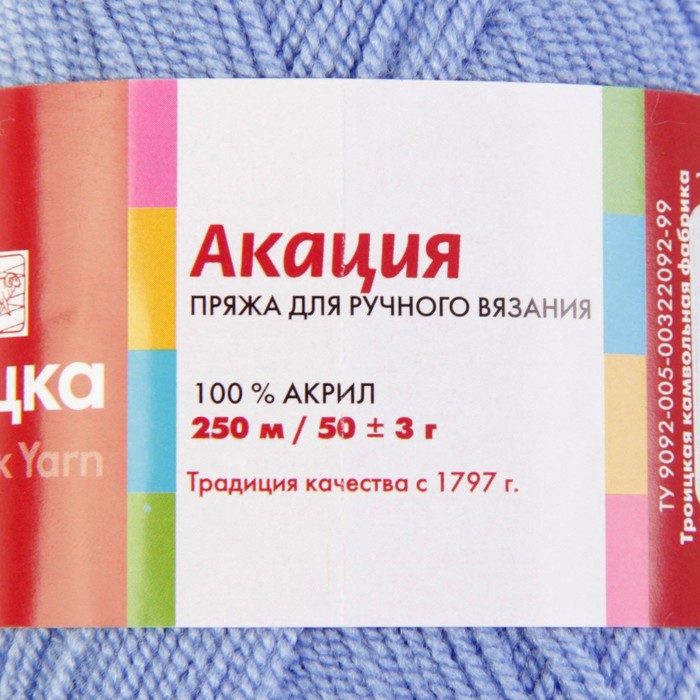 цка
k Yarn
Акация
ПРЯЖА ДЛЯ РУЧНОГО ВЯЗАНИЯ
100 % АКРИЛ
250 м / 50 ± 3 г
Традиция качества с 1797 г.
ТУ 9092-005-00322092-99
Троицкая камвольная фабрика